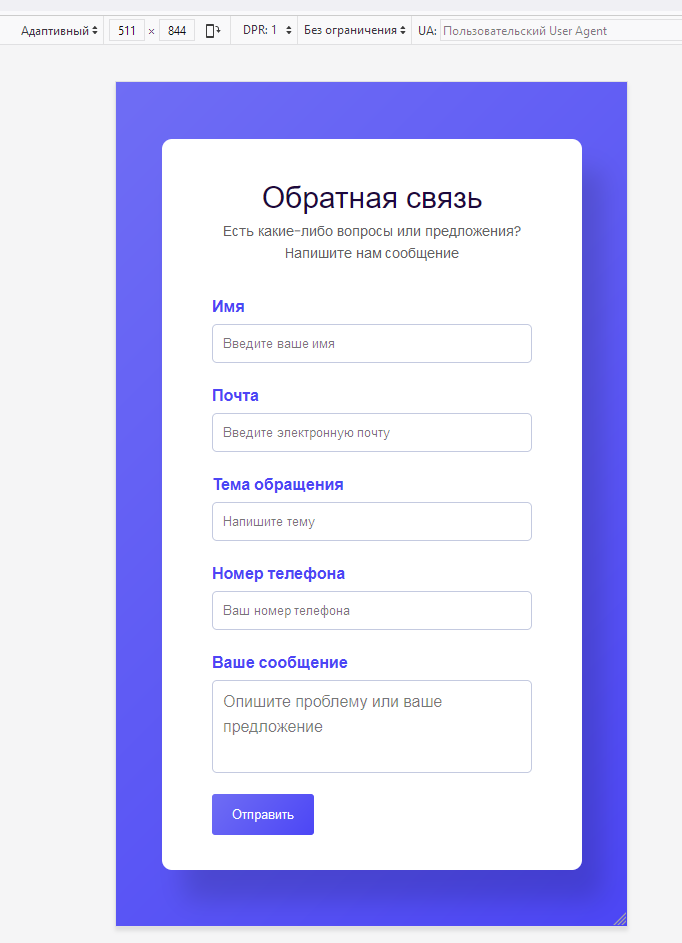 Адаптивный 511 × 844 DPR: 1 Без ограничения UA: Пользовательский User Agent
Обратная связь
Есть какие-либо вопросы или предложения?
Напишите нам сообщение
Имя
Введите ваше имя
Почта
Введите электронную почту
Тема обращения
Напишите тему
Номер телефона
Ваш номер телефона
Ваше сообщение
Опишите проблему или ваше
предложение
Отправить